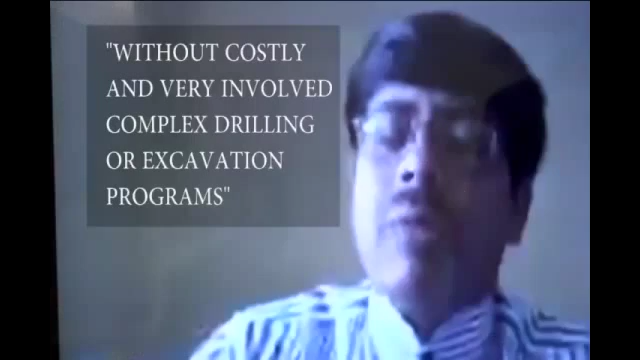 "WITHOUT COSTLY
AND VERY INVOLVED
COMPLEX DRILLING
OR EXCAVATION
PROGRAMS"